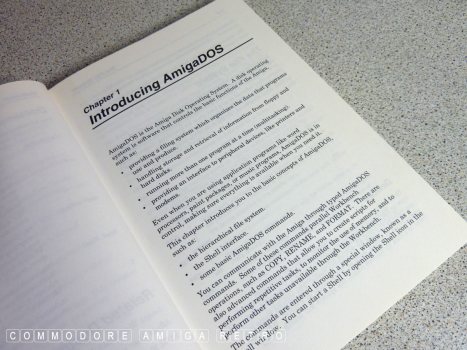 Chapter 1
Introducing AmigaDOS
AmigaDOS is the Amiga Disk Operating System. A disk operating
system is software that controls the basic functions of the Amiga,
such as:
• providing a filing system which organizes the data that programs
use and produce.
• handling storage and retrieval of information from floppy and
hard disks.
• running more than one program at a time (multitasking).
• providing an interface to peripheral devices, like printers and
modems.
Even when you are using application programs like word
processors, paint packages, or music programs, AmigaDOS is in
control, making sure everything is available when you need it.
This chapter introduces you to the basic concepts of AmigaDOS,
such as:
• the hierarchical file system.
• the Shell interface.
• some basic AmigaDOS commands.
You can communicate with the Amiga through typed AmigaDOS
commands. Some of these commands parallel Workbench
operations, such as COPY, RENAME, and FORMAT. There are
also advanced commands that allow you to create scripts for
performing repetitive tasks, to monitor the use of memory, and to
perform other tasks unavailable through the Workbench.
The commands are entered through a special window, known as a
Shell window. You can start a Shell by opening the Shell icon in the
COMMODORE AMIGA RETRO